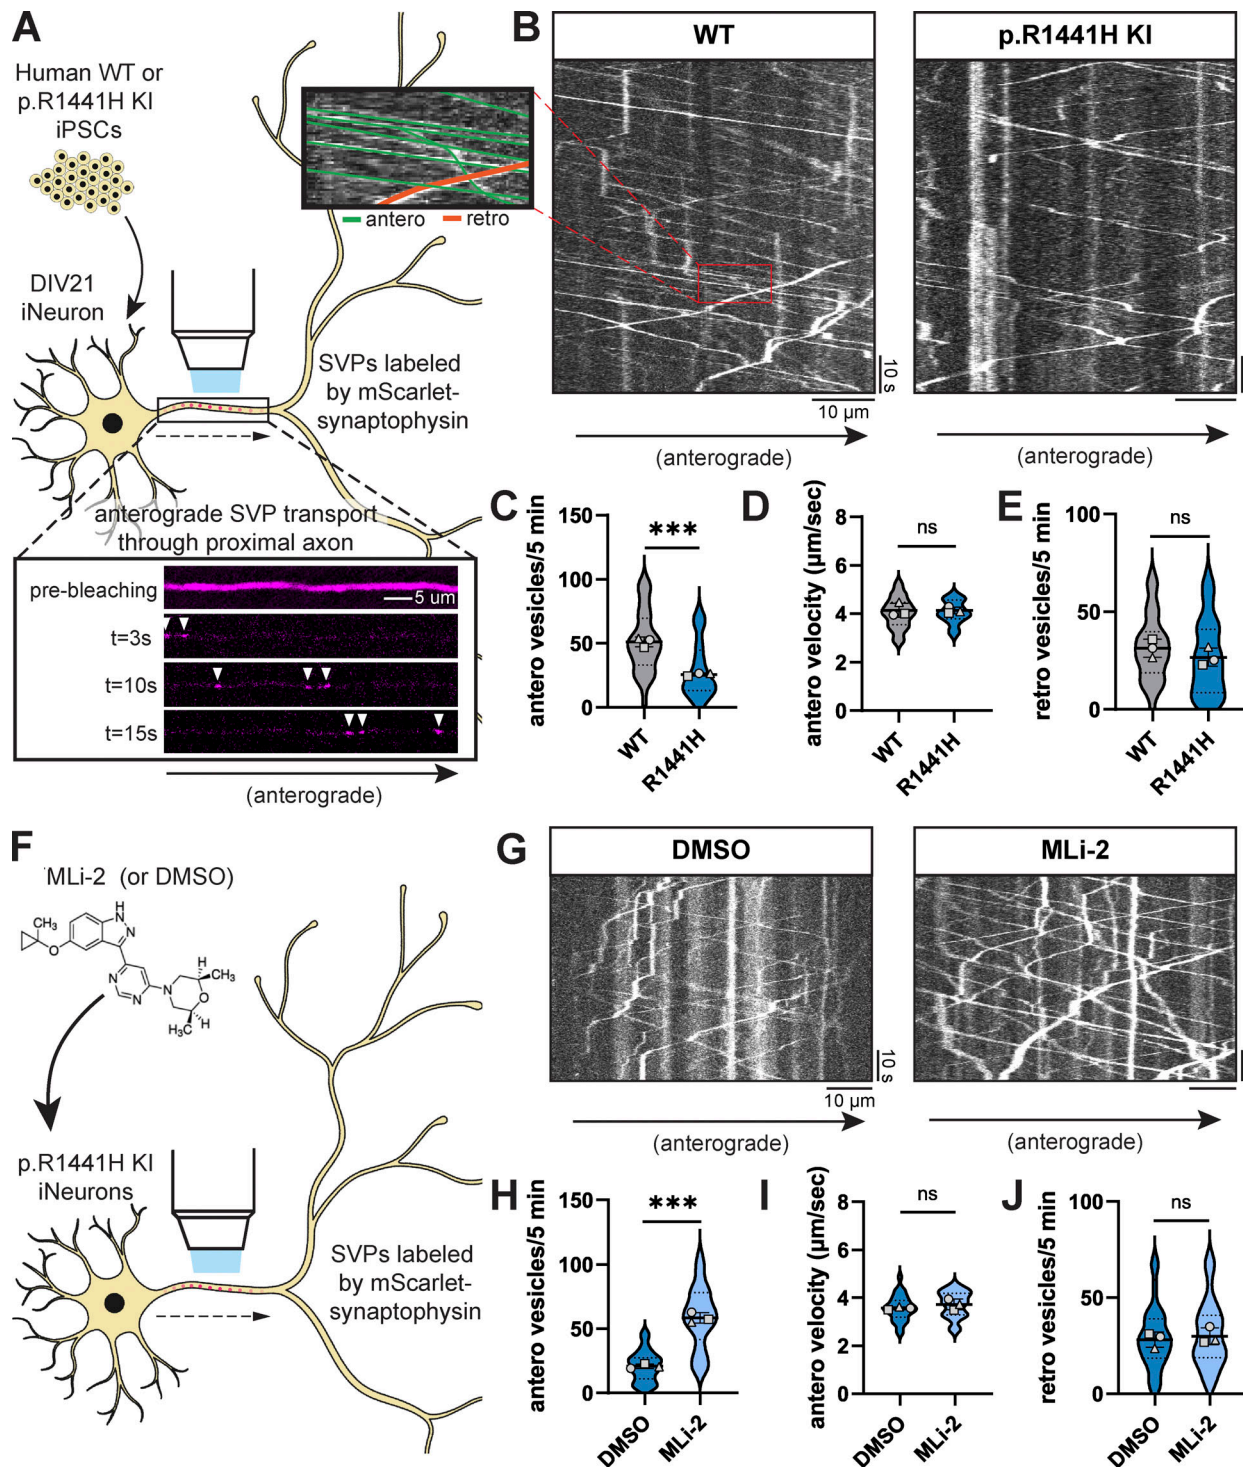 A
Human WT or
p.R1441H KI
iPSCs
antero
retro
DIV21
iNeuron
SVPs labeled
by mScarlet-
synaptophysin
anterograde SVP transport
through proximal axon
pre-bleaching
5 um
t=3s
t=10s
t=15s
(anterograde)
B
WT
p.R1441H KI
10 s
10 µm
(anterograde)
(anterograde)
C
antero vesicles/5 min
150
100
50
0
***
WT
R1441H
D
antero velocity (µm/sec)
8
6
4
2
0
ns
WT
R1441H
E
retro vesicles/5 min
100
50
0
ns
WT
R1441H
F
MLi-2 (or DMSO)
CH3
O
H
N
N
N
N
N
H
CH3
O
H
H3C
p.R1441H KI
iNeurons
SVPs labeled
by mScarlet-
synaptophysin
G
DMSO
MLi-2
10 s
10 µm
(anterograde)
(anterograde)
H
antero vesicles/5 min
150
100
50
0
***
DMSO
MLi-2
I
antero velocity (µm/sec)
8
6
4
2
0
ns
DMSO
MLi-2
J
retro vesicles/5 min
100
50
0
ns
DMSO
MLi-2